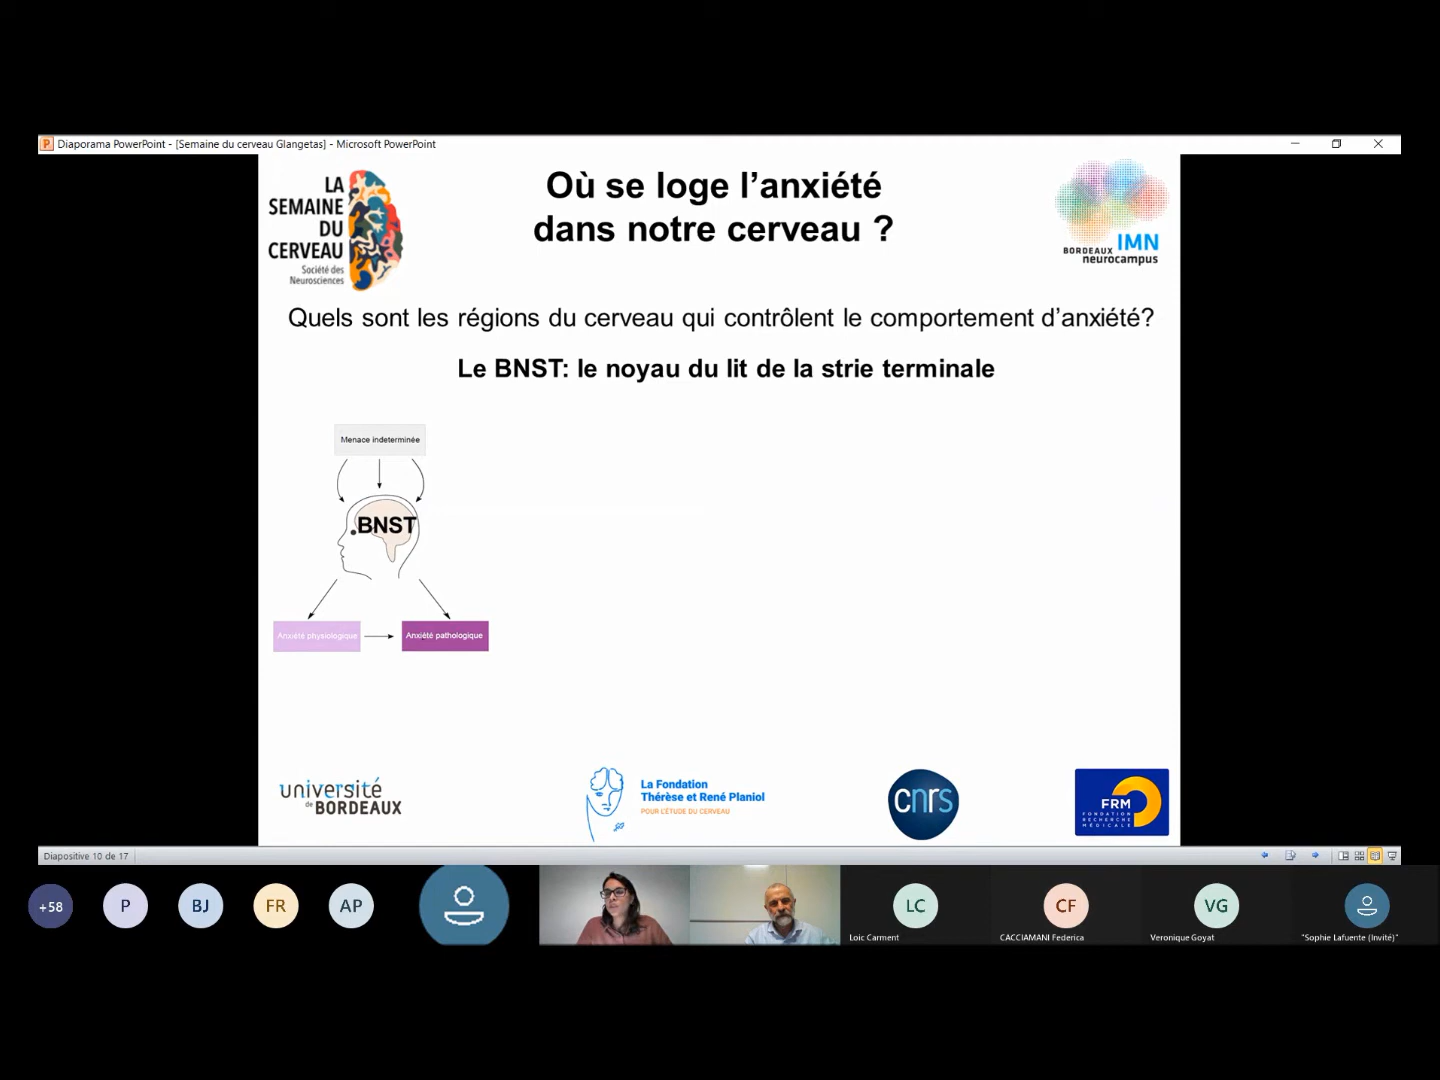 Diaporama PowerPoint - [Semaine du cerveau Glangetas] - Microsoft PowerPoint
LA
SEMAINE
DU
CERVEAU
Société des
Neurosciences
Où se loge l’anxiété
dans notre cerveau ?
BORDEAUX IMN
neurocampus
Quels sont les régions du cerveau qui contrôlent le comportement d’anxiété?
Le BNST: le noyau du lit de la strie terminale
Menace indeterminée
.BNST
Anxiété physiologique
Anxiété pathologique
université
de BORDEAUX
La Fondation
Thérèse et René Planiol
POUR L'ÉTUDE DU CERVEAU
cnrs
FRM
FONDATION
RECHERCHE
MÉDICALE
Diapositive 10 de 17
+58
P
BJ
FR
AP
LC
Loic Carment
CF
CACCIAMANI Federica
VG
Veronique Goyat
"Sophie Lafuente (Invité)"